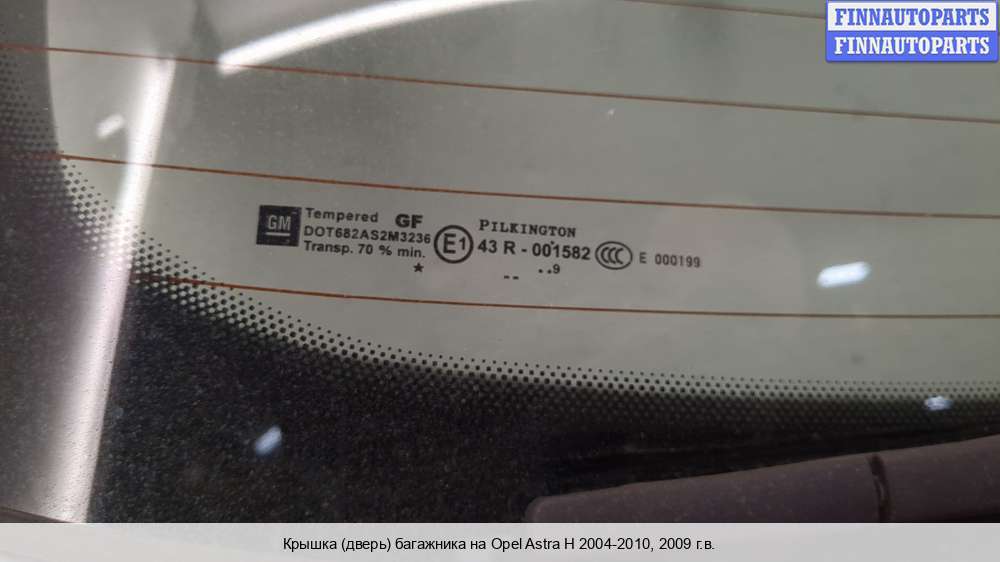 FINNAUTOPARTS
FINNAUTOPARTS
GM
Tempered GF
DOT682AS2M3236
Transp. 70 % min.
E1
PILKINGTON
43 R - 001582
CCC
E 000199
-- ..9
Крышка (дверь) багажника на Opel Astra H 2004-2010, 2009 г.в.